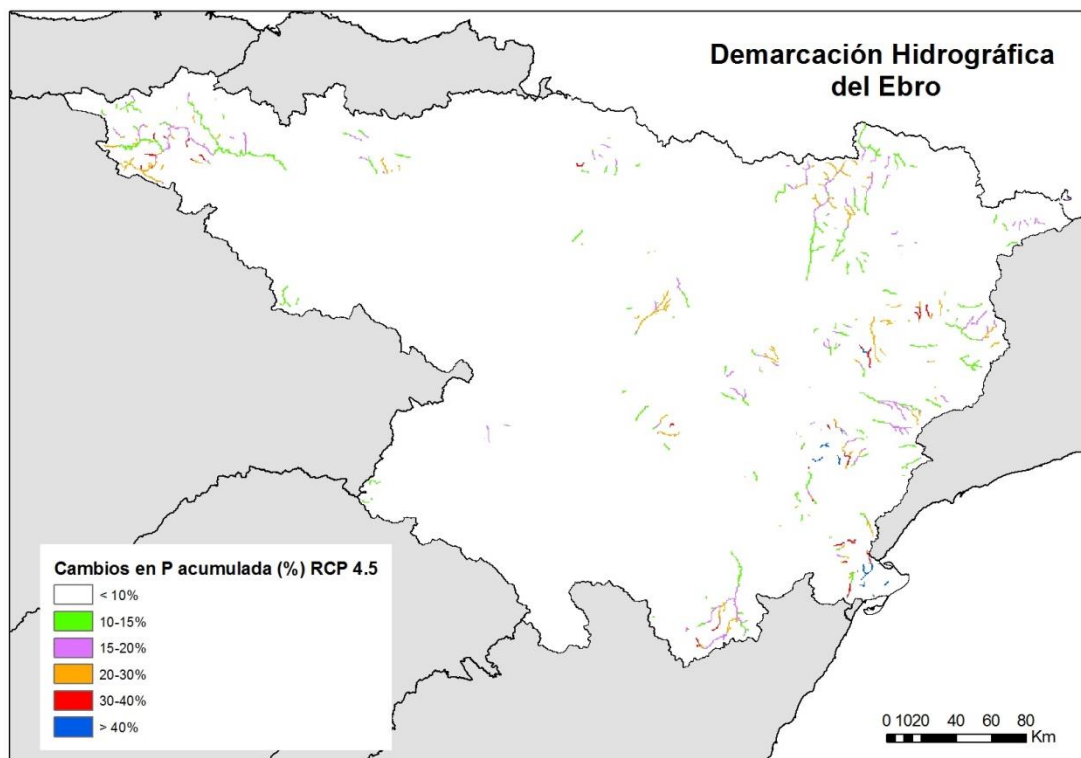 Demarcación Hidrográfica
del Ebro
Cambios en P acumulada (%) RCP 4.5
< 10%
10-15%
15-20%
20-30%
30-40%
> 40%
0 1020 40 60 80
Km